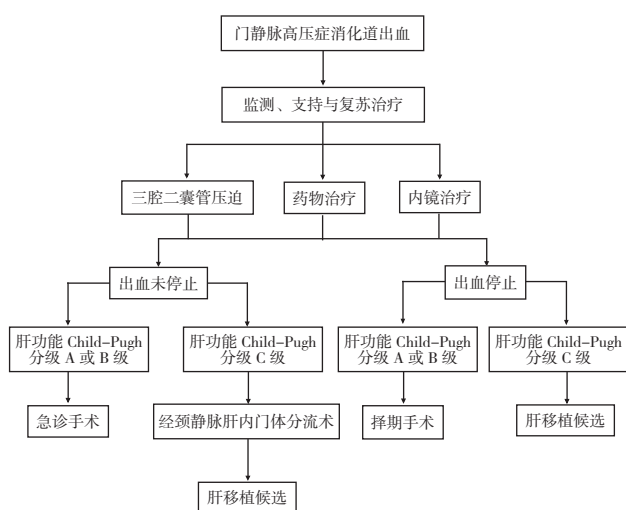 门静脉高压症消化道出血
监测、支持与复苏治疗
三腔二囊管压迫
药物治疗
内镜治疗
出血未停止
出血停止
肝功能 Child-Pugh
分级 A 或 B 级
肝功能 Child-Pugh
分级 C 级
肝功能 Child-Pugh
分级 A 或 B 级
肝功能 Child-Pugh
分级 C 级
急诊手术
经颈静脉肝内门体分流术
择期手术
肝移植候选
肝移植候选